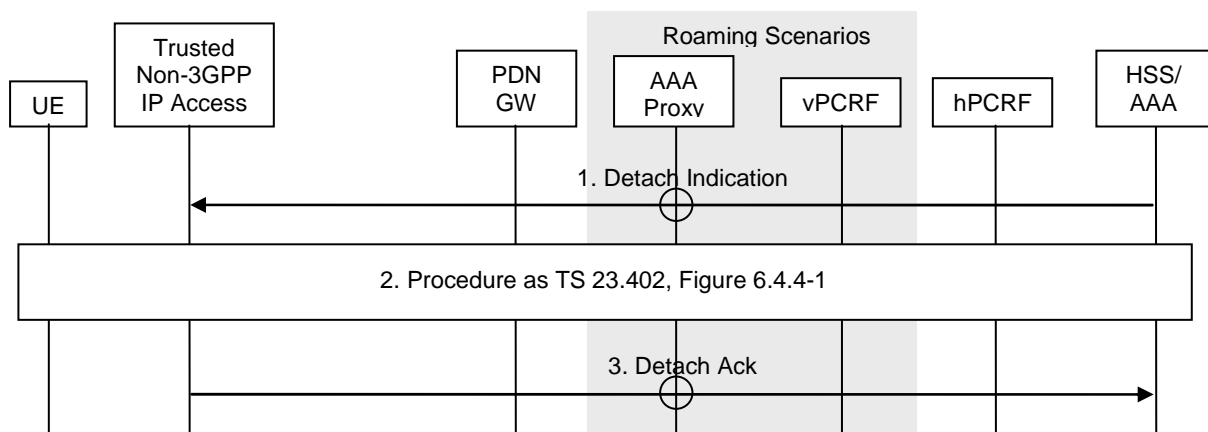 Roaming Scenarios
UE
Trusted
Non-3GPP
IP Access
PDN
GW
AAA
Proxy
vPCRF
hPCRF
HSS/
AAA
1. Detach Indication
2. Procedure as TS 23.402, Figure 6.4.4-1
3. Detach Ack